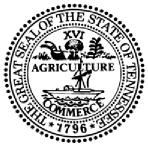 THE GREAT SEAL OF THE STATE OF TENNESSEE
XVI
AGRICULTURE
COMMERCE
1796